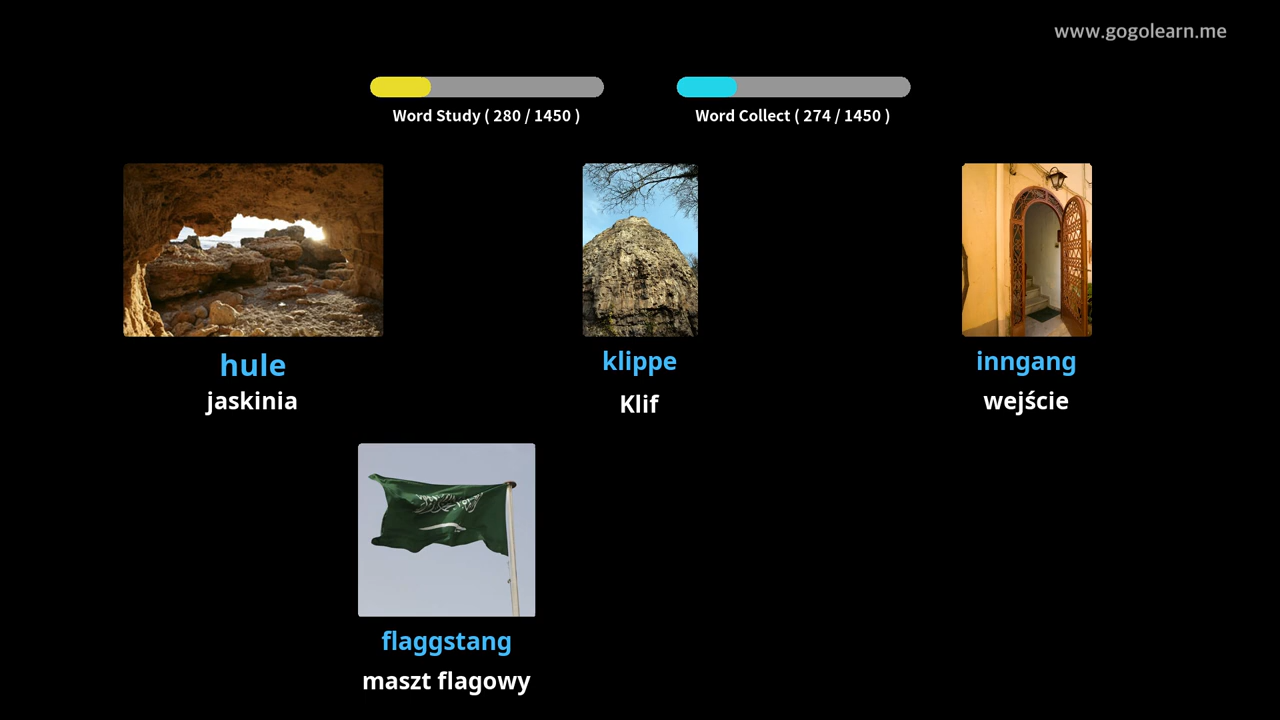 www.gogolearn.me
Word Study ( 280 / 1450 )
Word Collect ( 274 / 1450 )
hule
jaskinia
klippe
Klif
inngang
wejście
flaggstang
maszt flagowy